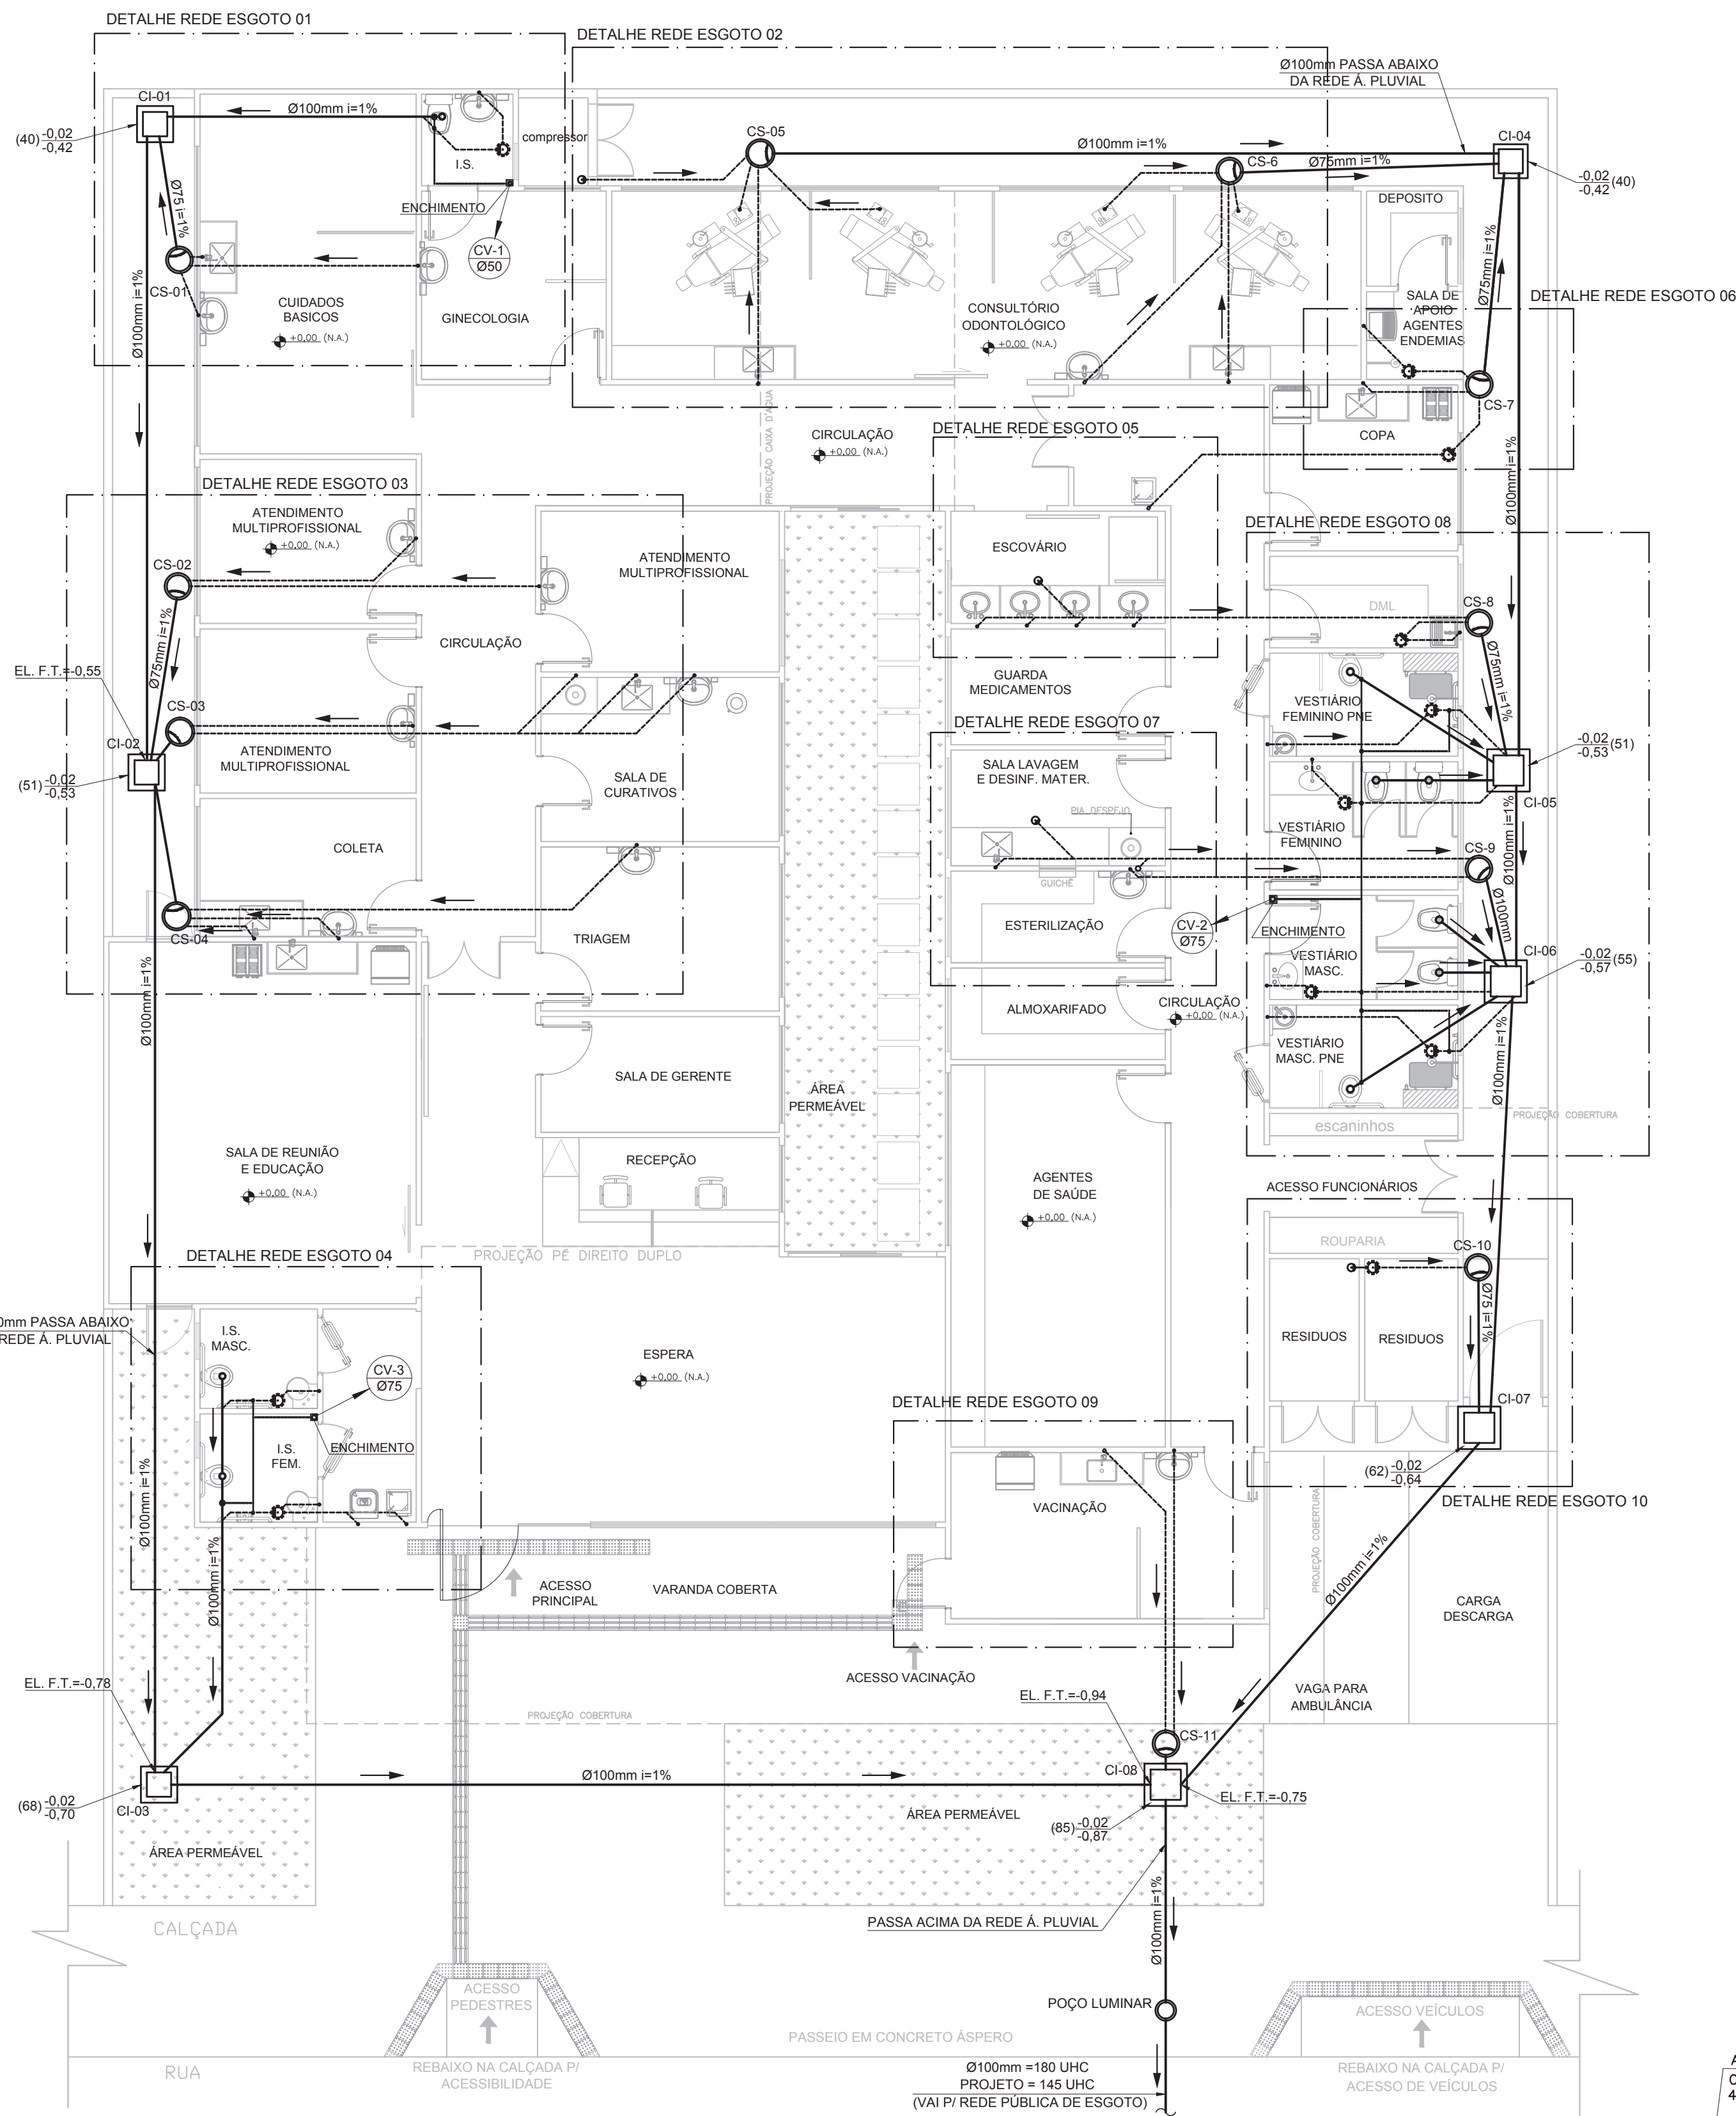 DETALHE REDE ESGOTO 01
DETALHE REDE ESGOTO 02
Ø100mm PASSA ABAIXO
DA REDE Á. PLUVIAL
CI-01
Ø100mm i=1%
(40) -0,02
-0,42
I.S.
compressor
CS-05
Ø100mm i=1%
CS-6
Ø75mm i=1%
CI-04
-0,02 (40)
-0,42
Ø75 i=1%
ENCHIMENTO
CV-1
Ø50
DEPOSITO
CS-01
Ø100mm i=1%
CUIDADOS
BASICOS
+0,00 (N.A.)
GINECOLOGIA
CONSULTÓRIO
ODONTOLÓGICO
+0,00 (N.A.)
Ø75mm i=1%
SALA DE
APOIO
AGENTES
ENDEMIAS
DETALHE REDE ESGOTO 06
CS-7
COPA
PROJEÇÃO CAIXA D'ÁGUA
CIRCULAÇÃO
+0,00 (N.A.)
DETALHE REDE ESGOTO 05
Ø100mm i=1%
DETALHE REDE ESGOTO 03
ATENDIMENTO
MULTIPROFISSIONAL
+0,00 (N.A.)
ATENDIMENTO
MULTIPROFISSIONAL
ESCOVÁRIO
DETALHE REDE ESGOTO 08
CS-02
Ø75mm i=1%
CIRCULAÇÃO
DML
CS-8
Ø75mm i=1%
EL. F.T.=-0,55
GUARDA
MEDICAMENTOS
VESTIÁRIO
FEMININO PNE
CS-03
CI-02
ATENDIMENTO
MULTIPROFISSIONAL
DETALHE REDE ESGOTO 07
(51) -0,02
-0,53
SALA DE
CURATIVOS
SALA LAVAGEM
E DESINF. MATER.
-0,02 (51)
-0,53
CI-05
PIA DESPEJO
COLETA
VESTIÁRIO
FEMININO
Ø100mm i=1%
CS-9
Ø100mm
GUICHÊ
CS-04
TRIAGEM
ESTERILIZAÇÃO
CV-2
Ø75
ENCHIMENTO
CI-06
-0,02 (55)
-0,57
VESTIÁRIO
MASC.
Ø100mm i=1%
ALMOXARIFADO
CIRCULAÇÃO
+0,00 (N.A.)
VESTIÁRIO
MASC. PNE
Ø100mm i=1%
SALA DE GERENTE
ÁREA
PERMEÁVEL
PROJEÇÃO COBERTURA
escaninhos
SALA DE REUNIÃO
E EDUCAÇÃO
+0,00 (N.A.)
RECEPÇÃO
AGENTES
DE SAÚDE
+0,00 (N.A.)
ACESSO FUNCIONÁRIOS
ROUPARIA
CS-10
DETALHE REDE ESGOTO 04
PROJEÇÃO PÉ DIREITO DUPLO
Ø75 i=1%
0mm PASSA ABAIXO
REDE Á. PLUVIAL
I.S.
MASC.
RESIDUOS
RESIDUOS
ESPERA
+0,00 (N.A.)
CV-3
Ø75
DETALHE REDE ESGOTO 09
CI-07
I.S.
FEM.
ENCHIMENTO
(62) -0,02
-0,64
DETALHE REDE ESGOTO 10
Ø100mm i=1%
VACINAÇÃO
PROJEÇÃO COBERTURA
Ø100mm i=1%
Ø100mm i=1%
ACESSO
PRINCIPAL
VARANDA COBERTA
CARGA
DESCARGA
ACESSO VACINAÇÃO
EL. F.T.=-0,78
EL. F.T.=-0,94
VAGA PARA
AMBULÂNCIA
PROJEÇÃO COBERTURA
CS-11
CI-08
Ø100mm i=1%
EL. F.T.=-0,75
(68) -0,02
-0,70
CI-03
ÁREA PERMEÁVEL
(85) -0,02
-0,87
ÁREA PERMEÁVEL
CALÇADA
PASSA ACIMA DA REDE Á. PLUVIAL
Ø100mm i=1%
ACESSO
PEDESTRES
POÇO LUMINAR
ACESSO VEÍCULOS
PASSEIO EM CONCRETO ÁSPERO
RUA
REBAIXO NA CALÇADA P/
ACESSIBILIDADE
Ø100mm =180 UHC
PROJETO = 145 UHC
(VAI P/ REDE PÚBLICA DE ESGOTO)
REBAIXO NA CALÇADA P/
ACESSO DE VEÍCULOS